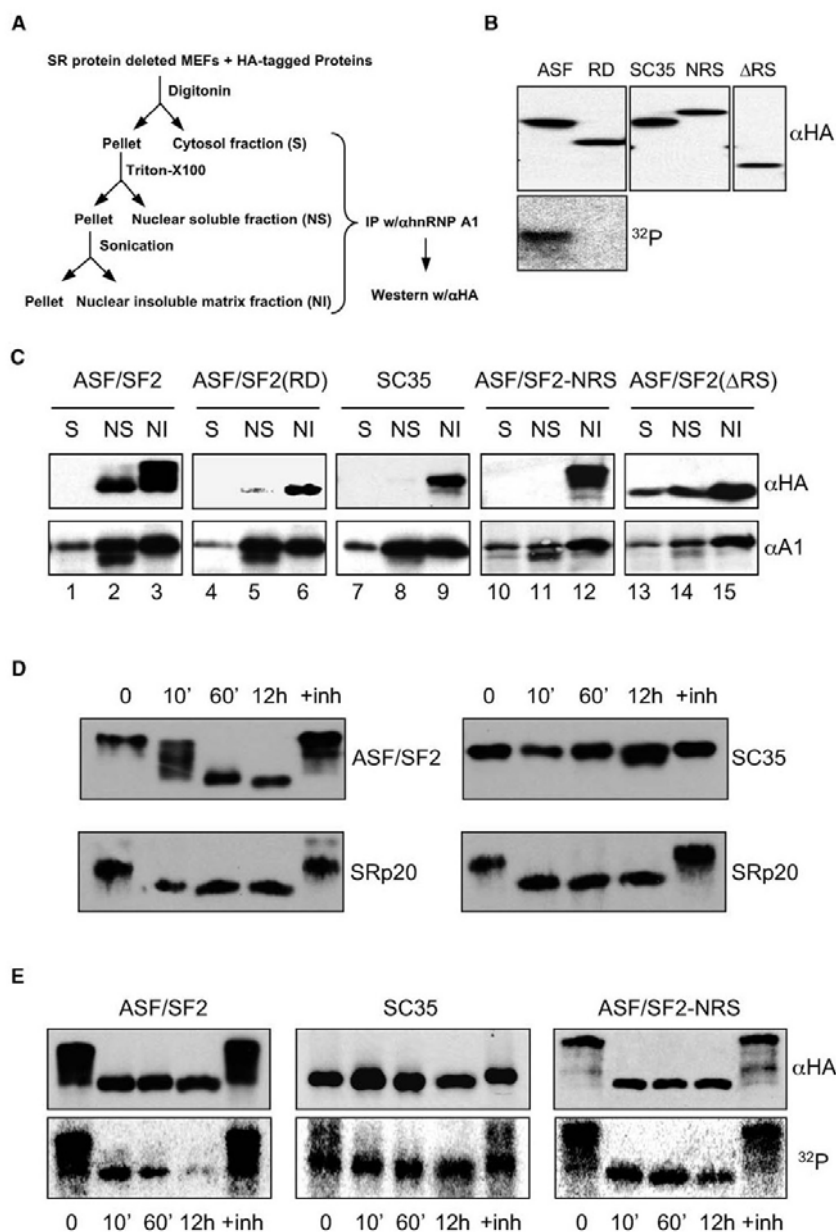 A
SR protein deleted MEFs + HA-tagged Proteins
Digitonin
Pellet Cytosol fraction (S)
Triton-X100
Pellet Nuclear soluble fraction (NS)
Sonication
Pellet Nuclear insoluble matrix fraction (NI)
IP w/αhnRNP A1
Western w/αHA
B
ASF RD SC35 NRS ΔRS
αHA
32P
C
ASF/SF2 ASF/SF2(RD) SC35 ASF/SF2-NRS ASF/SF2(ΔRS)
S NS NI S NS NI S NS NI S NS NI S NS NI
αHA
αA1
1 2 3 4 5 6 7 8 9 10 11 12 13 14 15
D
0 10' 60' 12h +inh
ASF/SF2
0 10' 60' 12h +inh
SC35
SRp20
SRp20
E
ASF/SF2 SC35 ASF/SF2-NRS
αHA
32P
0 10' 60' 12h +inh 0 10' 60' 12h +inh 0 10' 60' 12h +inh